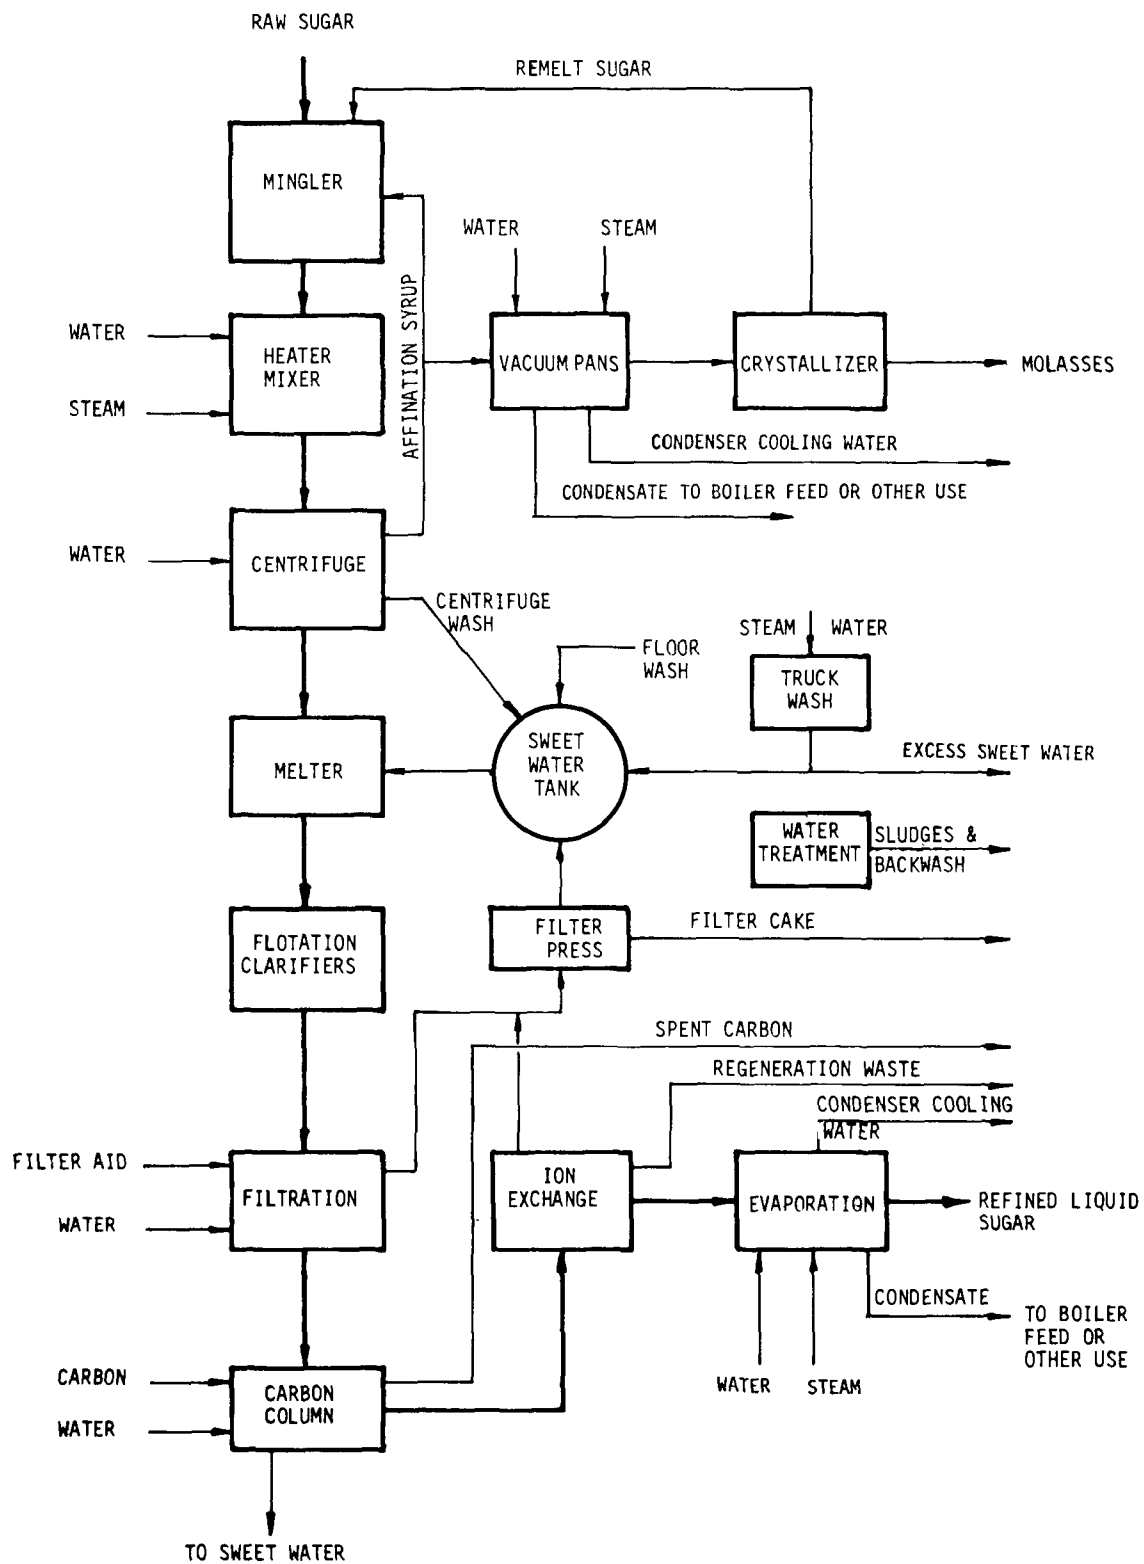 RAW SUGAR
REMELT SUGAR
MINGLER
WATER
STEAM
AFFINATION SYRUP
WATER
HEATER
MIXER
STEAM
VACUUM PANS
CRYSTALLIZER
MOLASSES
CONDENSER COOLING WATER
CONDENSATE TO BOILER FEED OR OTHER USE
WATER
CENTRIFUGE
CENTRIFUGE
WASH
FLOOR
WASH
STEAM
WATER
TRUCK
WASH
MELTER
SWEET
WATER
TANK
EXCESS SWEET WATER
WATER
TREATMENT
SLUDGES &
BACKWASH
FLOTATION
CLARIFIERS
FILTER
PRESS
FILTER CAKE
SPENT CARBON
REGENERATION WASTE
CONDENSER COOLING
WATER
FILTER AID
FILTRATION
WATER
ION
EXCHANGE
EVAPORATION
REFINED LIQUID
SUGAR
CONDENSATE
TO BOILER
FEED OR
OTHER USE
WATER
STEAM
CARBON
CARBON
COLUMN
WATER
TO SWEET WATER